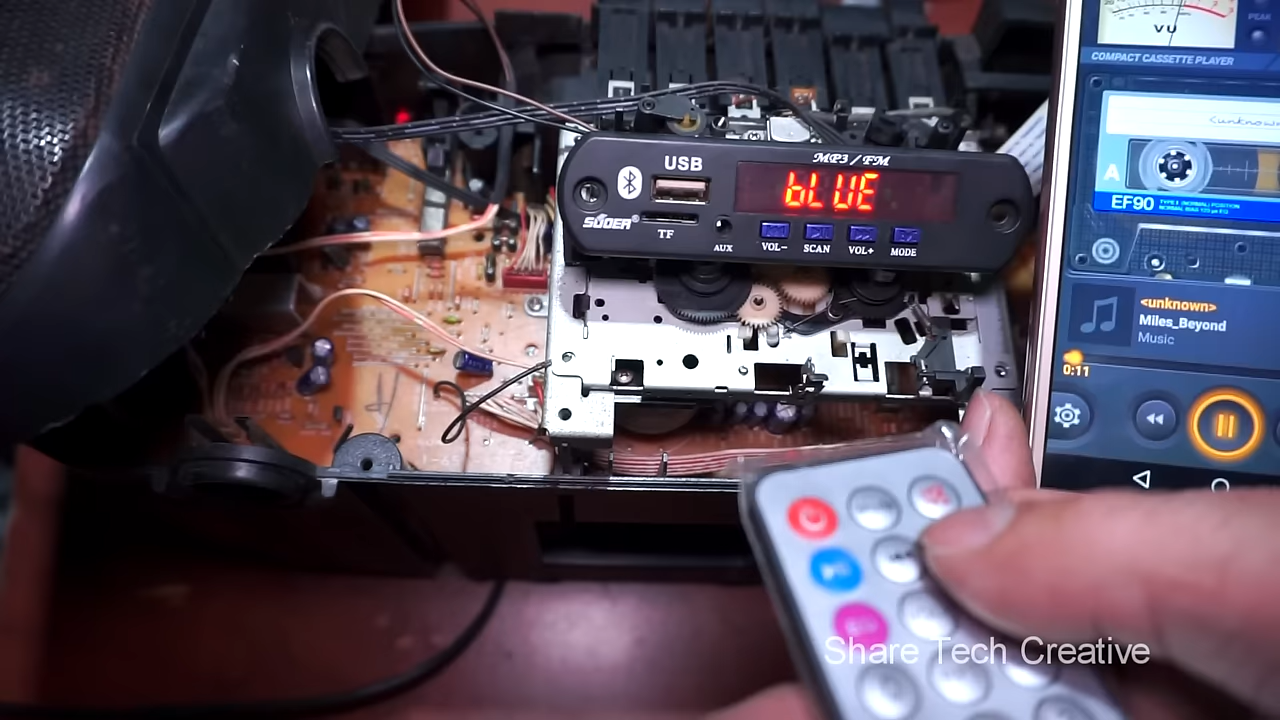 VU
PEAK
COMPACT CASSETTE PLAYER
A
EF90
<unknown>
Miles_Beyond
Music
0:11
MP3 / FM
USB
bLUE
SUOER®
TF
AUX
VOL-
SCAN
VOL+
MODE
Share Tech Creative